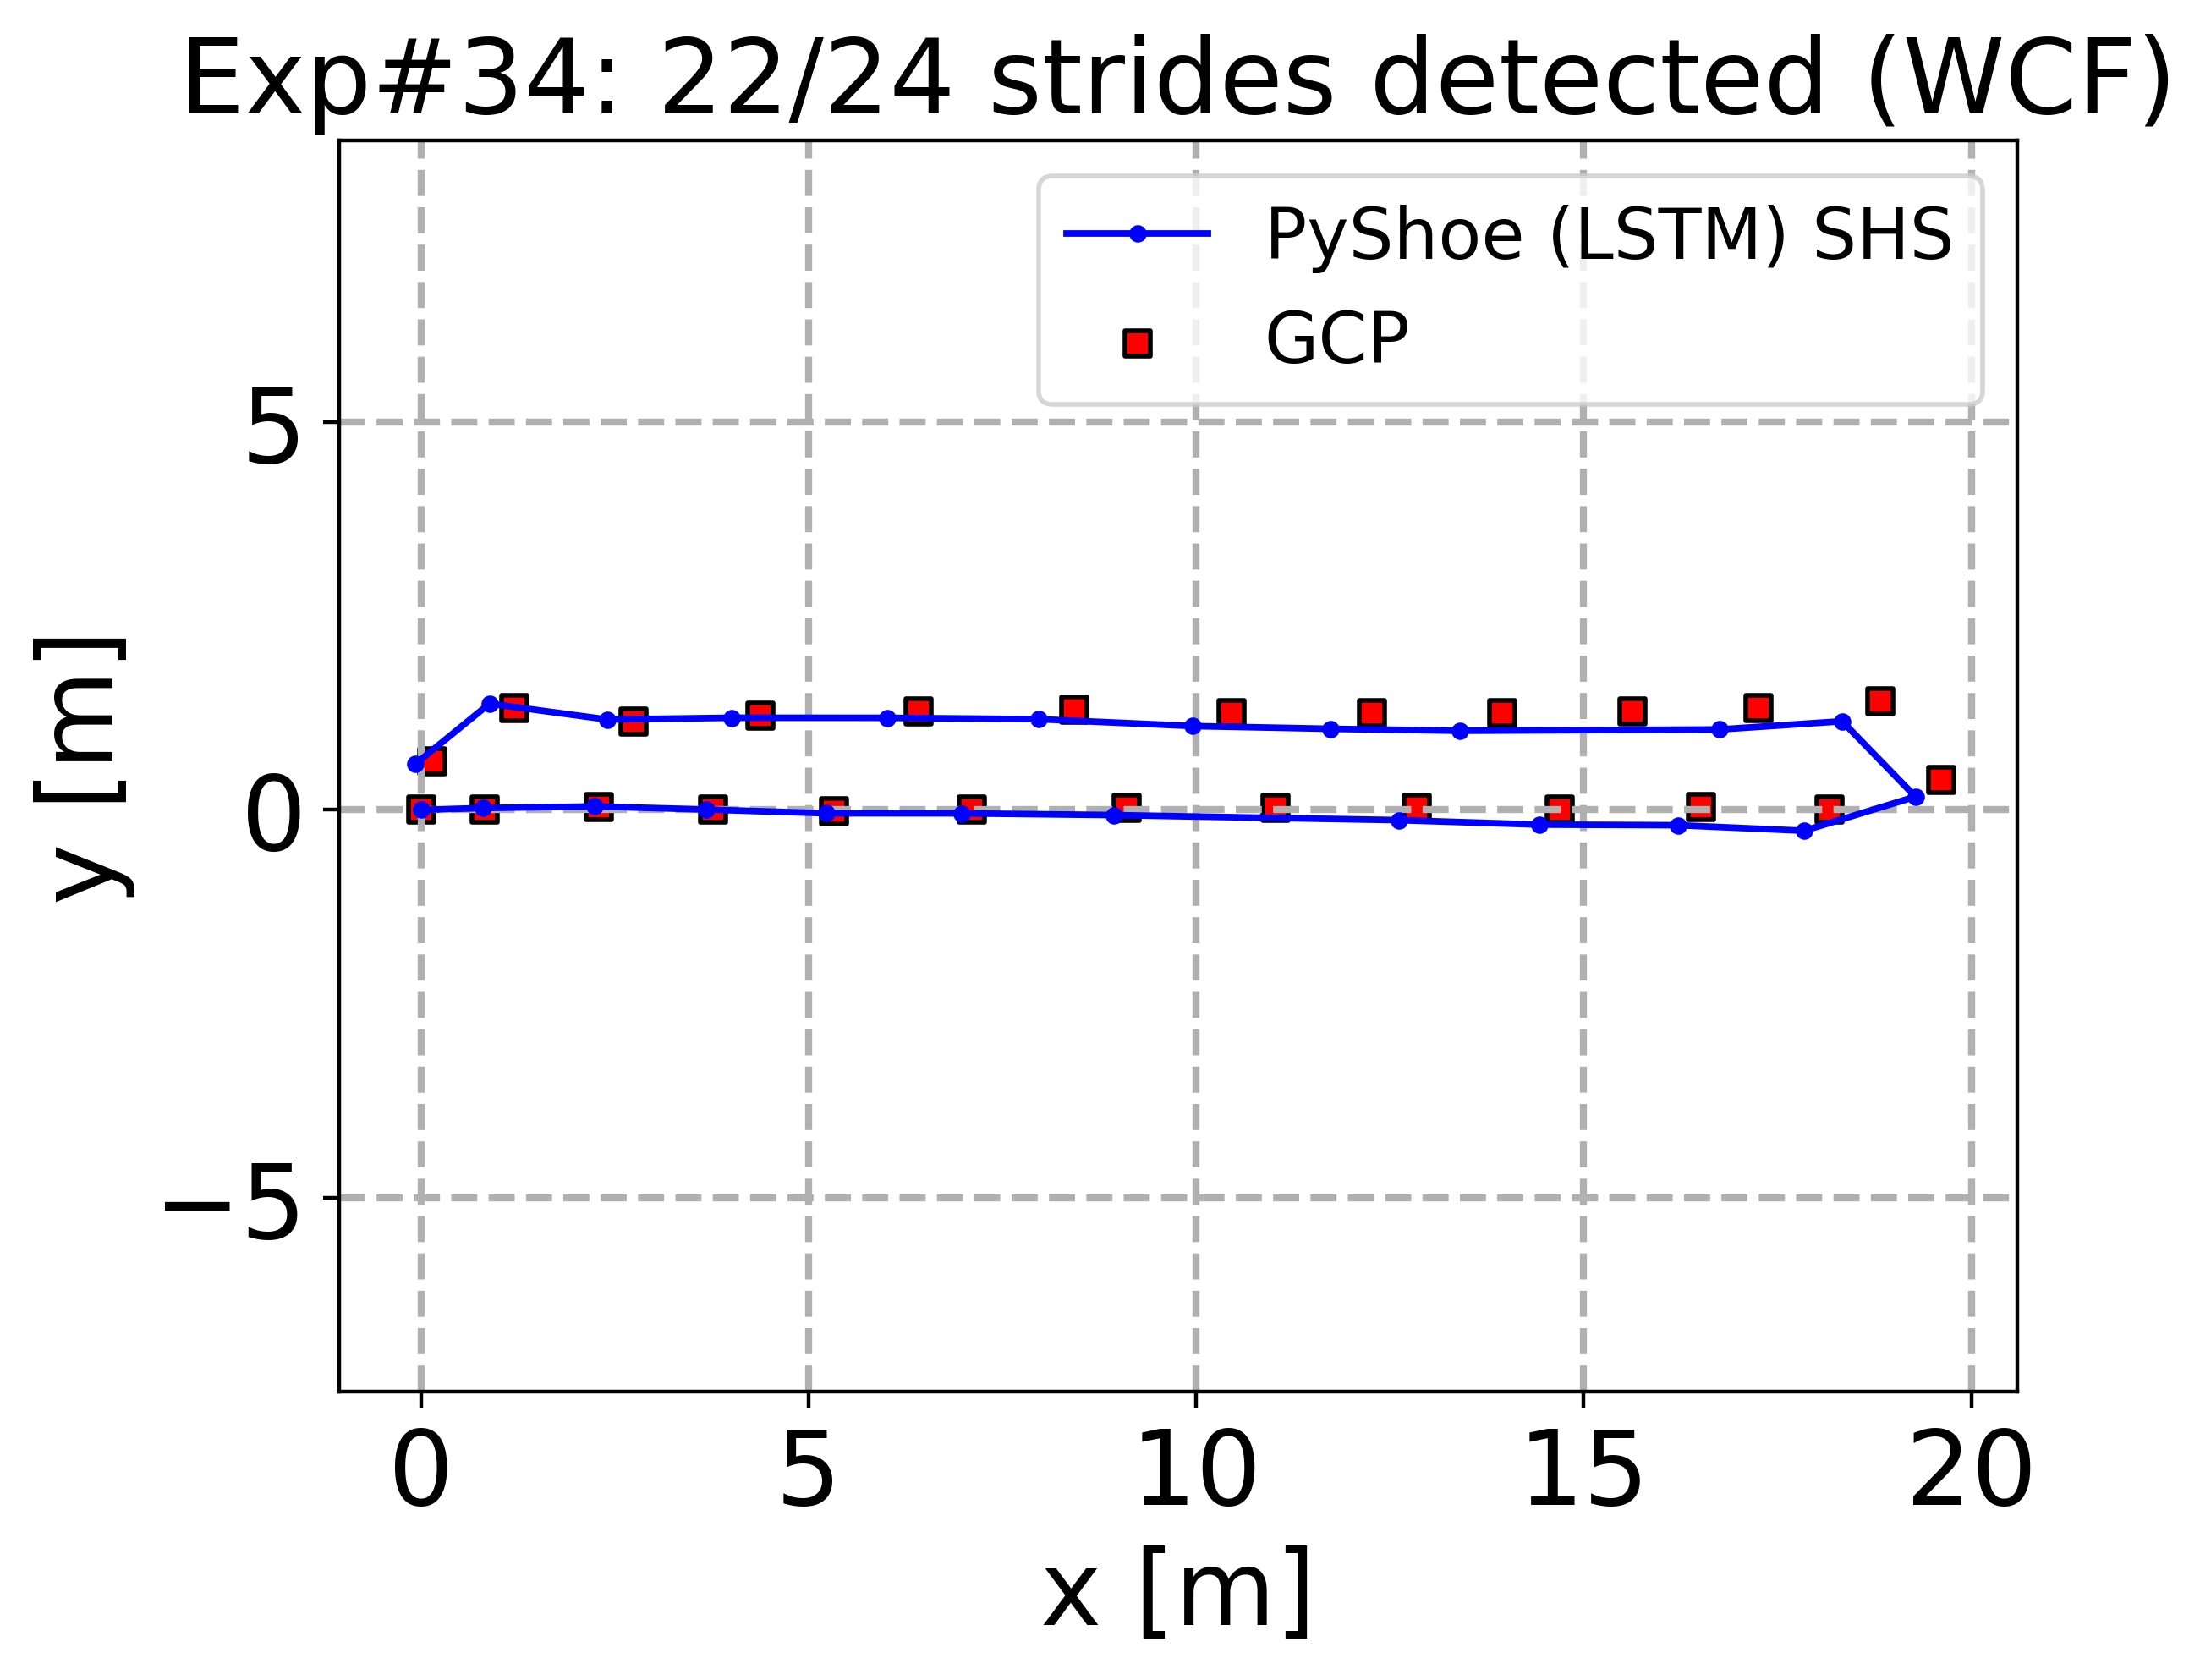 Exp#34: 22/24 strides detected (WCF)
PyShoe (LSTM) SHS
GCP
5
0
−5
y [m]
0 5 10 15 20
x [m]